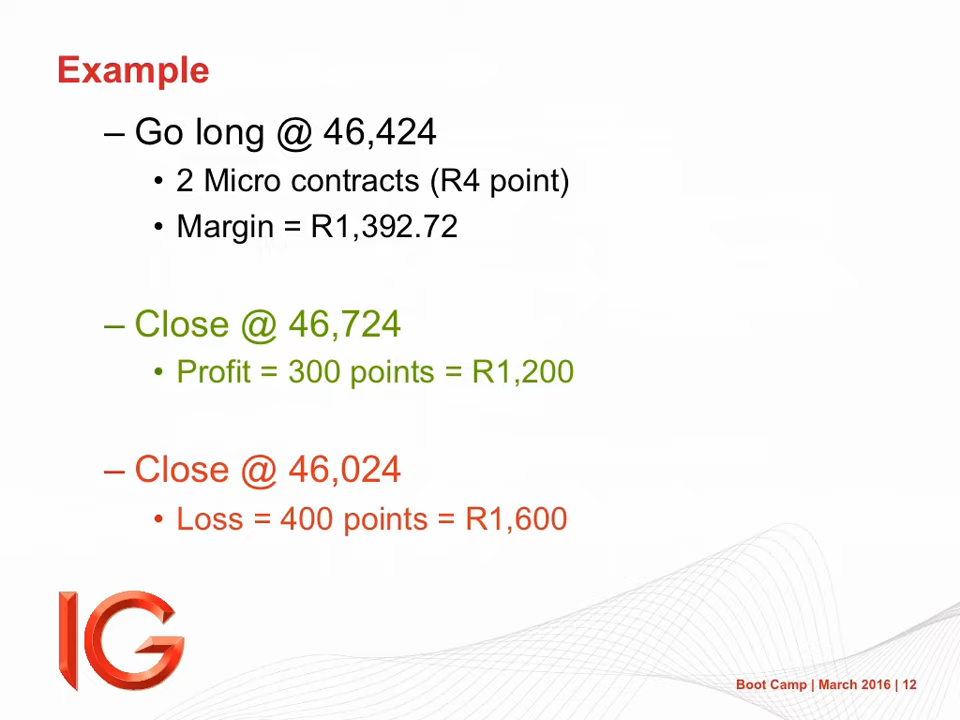 Example
– Go long @ 46,424
• 2 Micro contracts (R4 point)
• Margin = R1,392.72
– Close @ 46,724
• Profit = 300 points = R1,200
– Close @ 46,024
• Loss = 400 points = R1,600
IG
Boot Camp | March 2016 | 12